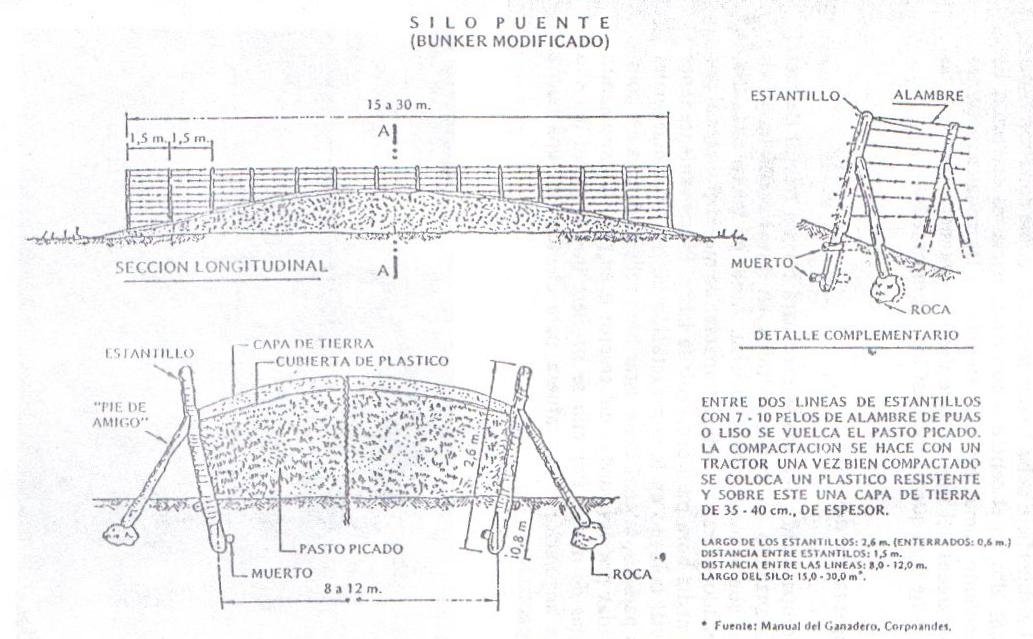 SILO PUENTE
(BUNKER MODIFICADO)
15 a 30 m.
A
1,5 m.
1,5 m.
A
SECCION LONGITUDINAL
ESTANTILLO
ALAMBRE
MUERTO
ROCA
DETALLE COMPLEMENTARIO
CAPA DE TIERRA
CUBIERTA DE PLASTICO
ESTANTILLO
"PIE DE
AMIGO"
2,6 m.
10,8 m
PASTO PICADO
MUERTO
ROCA
8 a 12 m.
ENTRE DOS LINEAS DE ESTANTILLOS
CON 7 - 10 PELOS DE ALAMBRE DE PUAS
O LISO SE VUELCA EL PASTO PICADO.
LA COMPACTACION SE HACE CON UN
TRACTOR UNA VEZ BIEN COMPACTADO
SE COLOCA UN PLASTICO RESISTENTE
Y SOBRE ESTE UNA CAPA DE TIERRA
DE 35 - 40 cm., DE ESPESOR.
LARGO DE LOS ESTANTILLOS: 2,6 m. (ENTERRADOS: 0,6 m.)
DISTANCIA ENTRE ESTANTILOS: 1,5 m.
DISTANCIA ENTRE LAS LINEAS: 8,0 - 12,0 m.
LARGO DEL SILO: 15,0 - 30,0 m*.
* Fuente: Manual del Ganadero, Corpoandes.